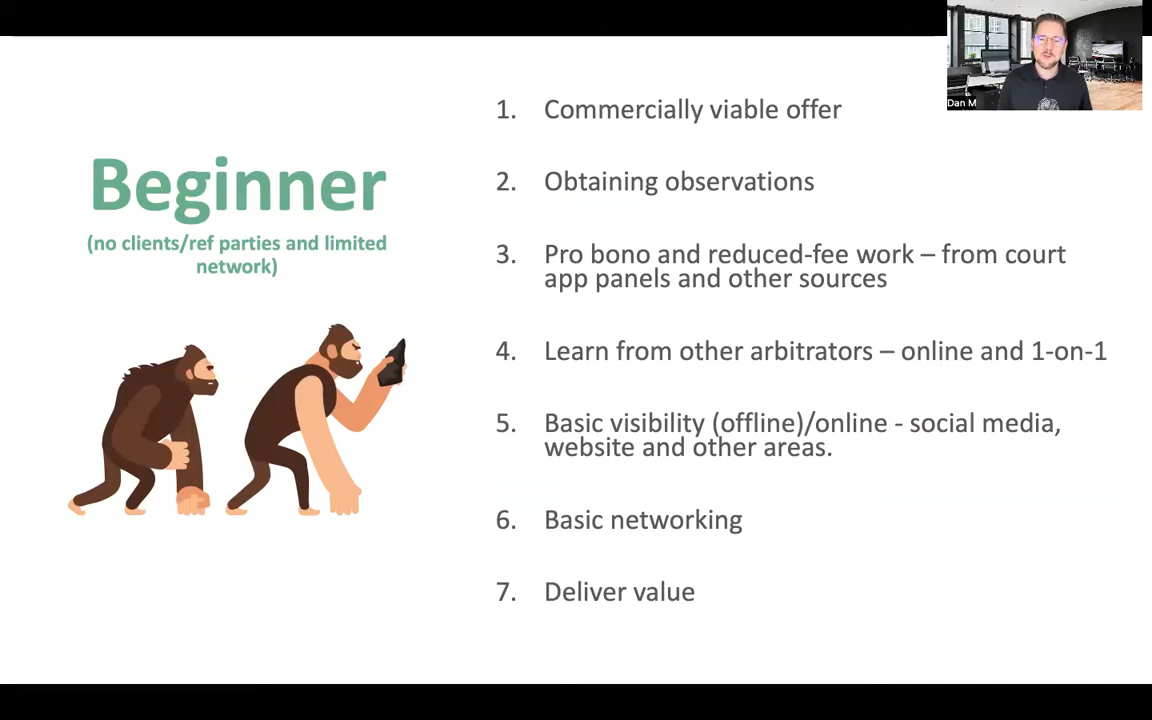 Dan M
Beginner
(no clients/ref parties and limited
network)
1. Commercially viable offer
2. Obtaining observations
3. Pro bono and reduced-fee work – from court
app panels and other sources
4. Learn from other arbitrators – online and 1-on-1
5. Basic visibility (offline)/online - social media,
website and other areas.
6. Basic networking
7. Deliver value